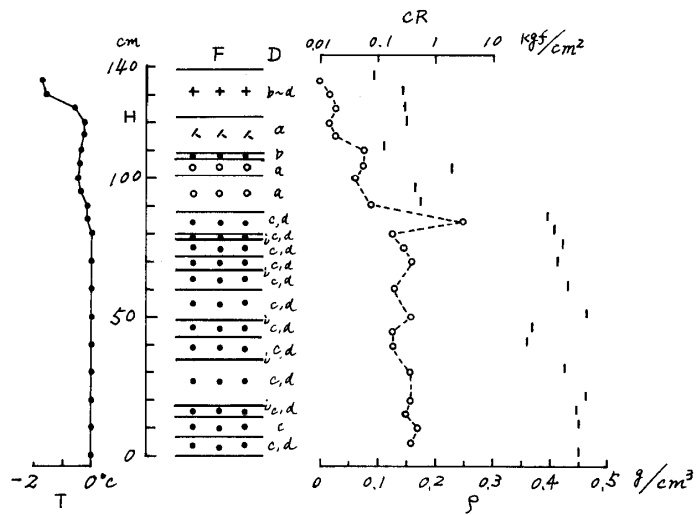 cR
cm F D 0.01 0.1 1 10 kgf/cm²
140
b~d
H
a
b
a
100
a
c,d
i c,d
c,d
i c,d
c,d
c,d
50
i c,d
c,d
i
c,d
i c,d
c
c,d
0
-2 0°c 0 0.1 0.2 0.3 0.4 0.5 g/cm³
T ρ